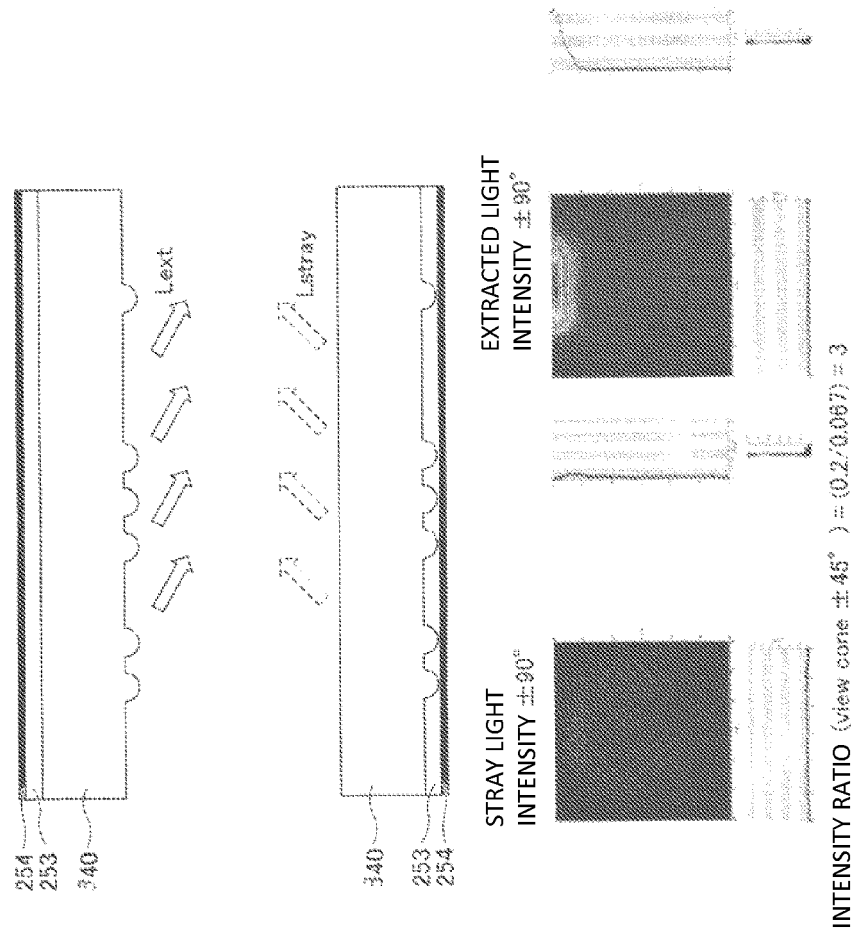 254
253
340
Lext.
Lstray
340
253
254
STRAY LIGHT
INTENSITY ±90°
EXTRACTED LIGHT
INTENSITY ±90°
INTENSITY RATIO (view cone ±45° ) = (0.2/0.067) = 3